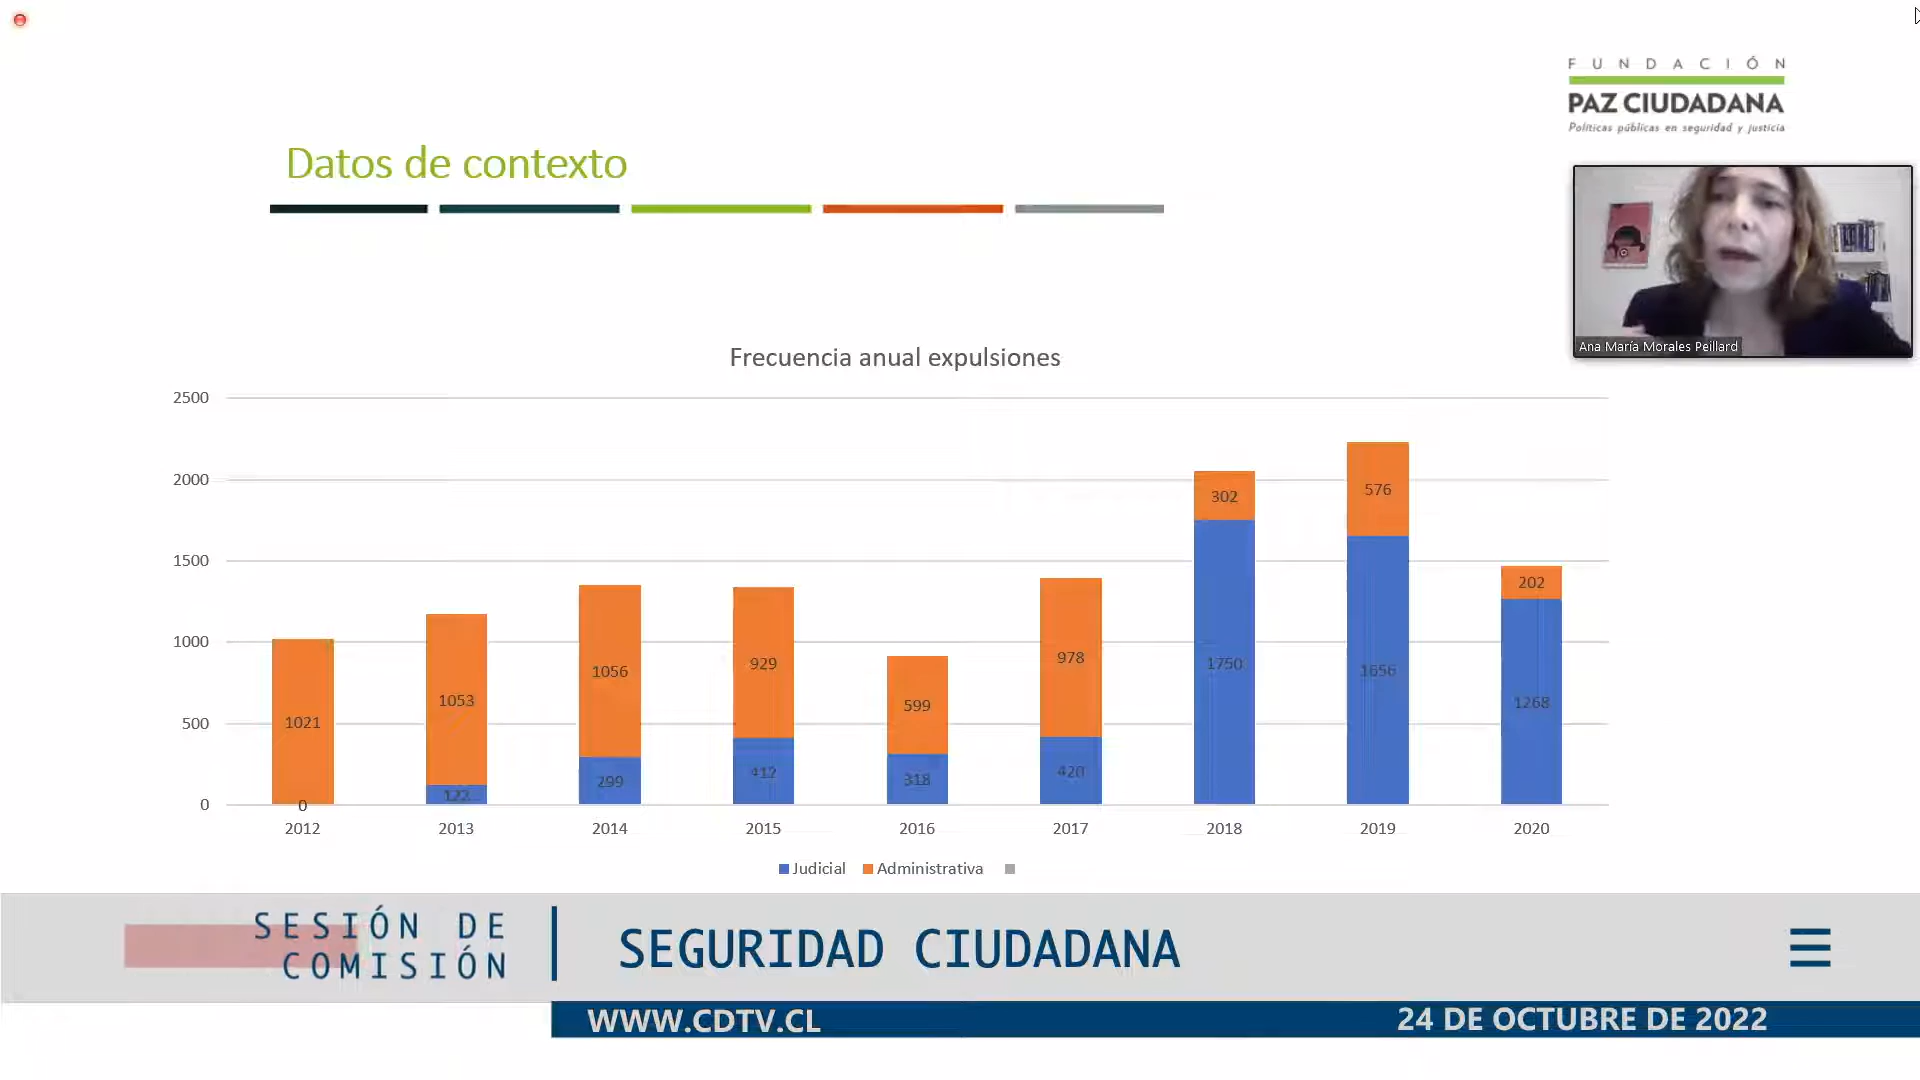 FUNDACIÓN
PAZ CIUDADANA
Políticas públicas en seguridad y justicia
Datos de contexto
Ana María Morales Peillard
Frecuencia anual expulsiones
2500
2000
1500
1000
500
0
1021
0
1053
122
1056
299
929
412
599
318
978
420
302
1750
576
1656
202
1268
2012 2013 2014 2015 2016 2017 2018 2019 2020
Judicial Administrativa
SESIÓN DE
COMISIÓN
SEGURIDAD CIUDADANA
WWW.CDTV.CL
24 DE OCTUBRE DE 2022